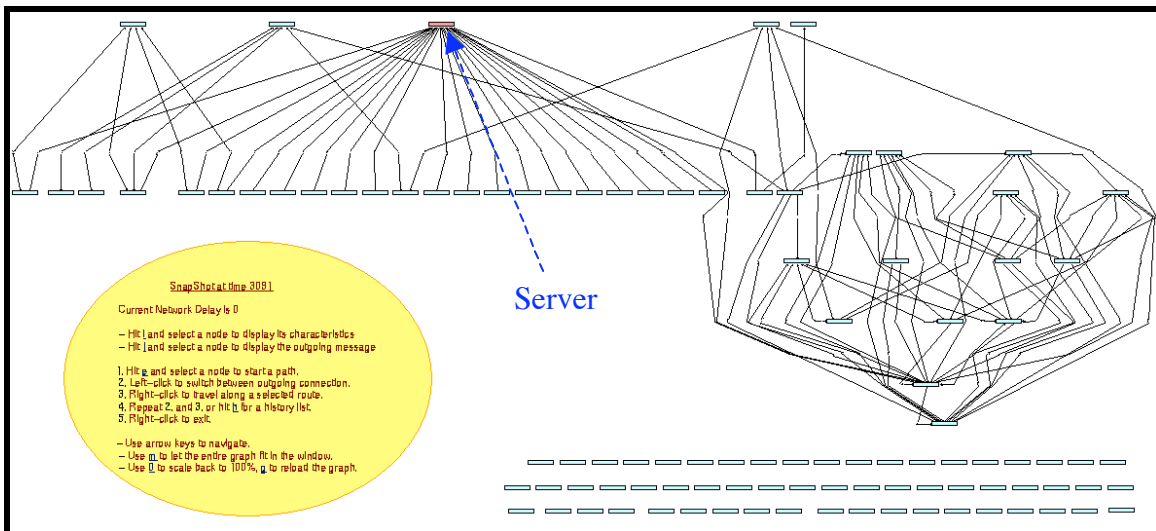 Server
SnapShot at time 3091
Current Network Delay is 0
– Hit i and select a node to display its characteristics
– Hit l and select a node to display the outgoing message
1. Hit e and select a node to start a path.
2. Left–click to switch between outgoing connection.
3. Right–click to travel along a selected route.
4. Repeat 2. and 3. or hit h for a history list.
5. Right–click to exit.
– Use arrow keys to navigate.
– Use m to let the entire graph fit in the window.
– Use 0 to scale back to 100%, g to reload the graph.